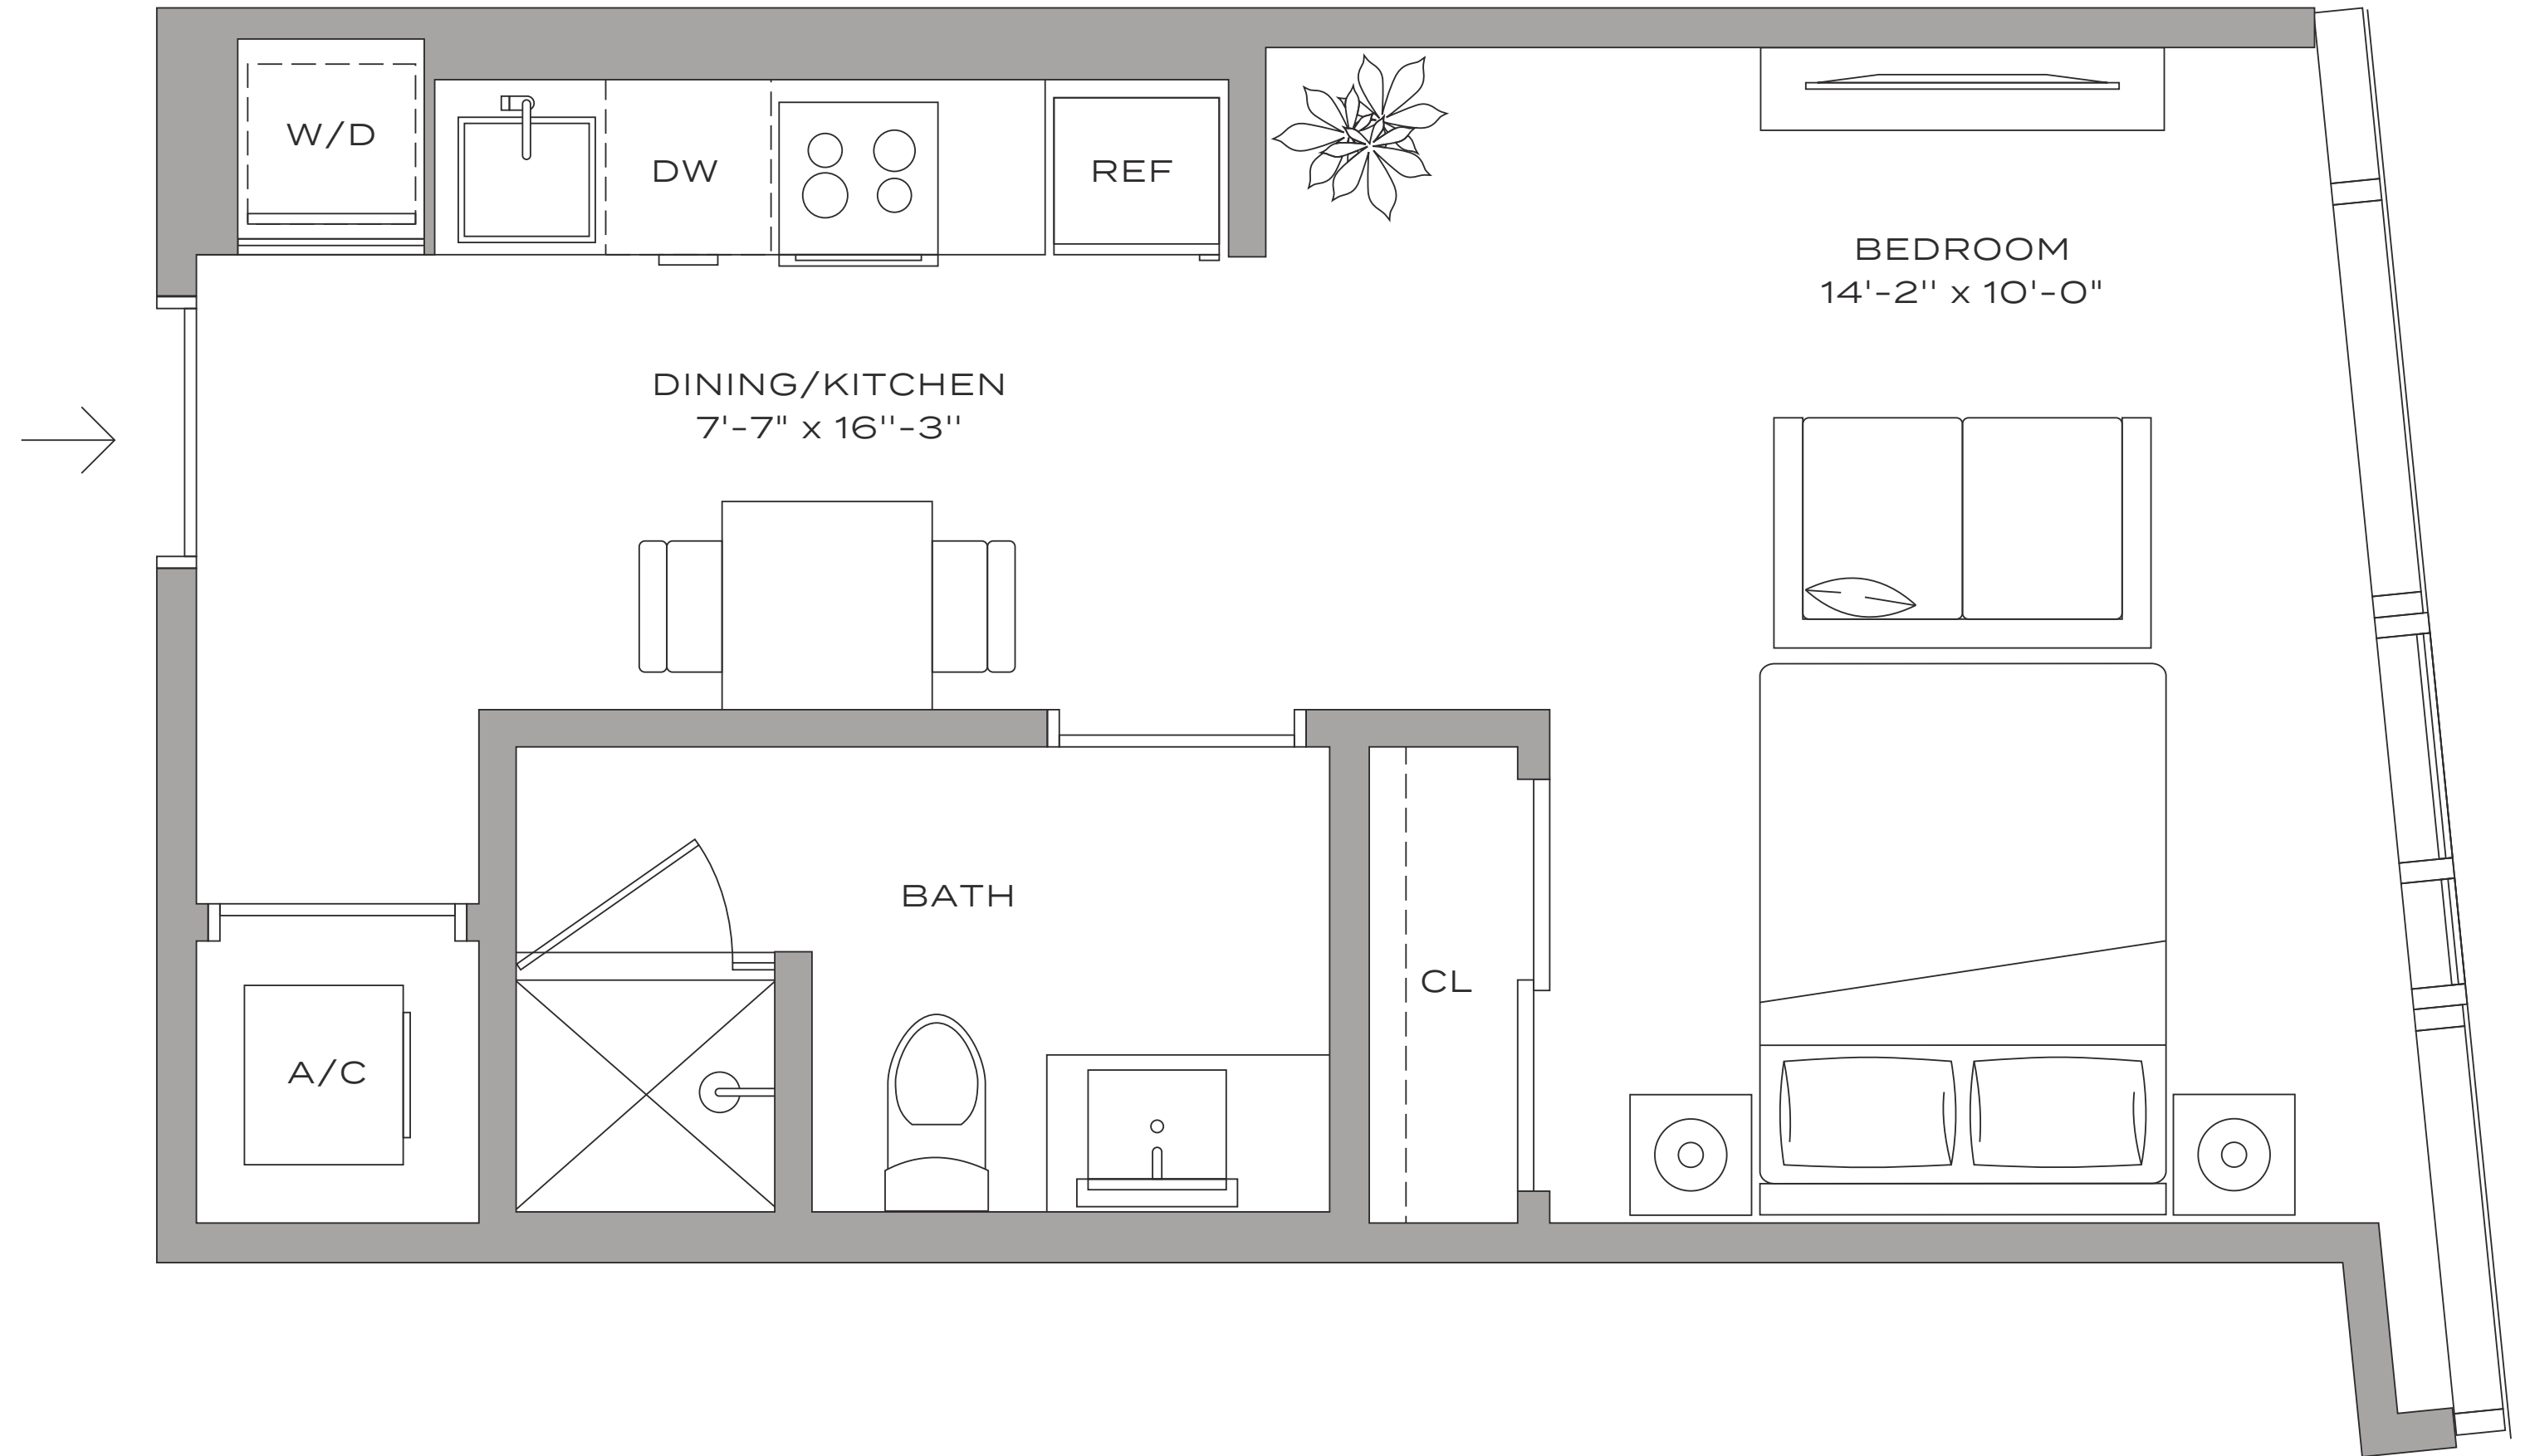 W/D
DW
REF
BEDROOM
14'-2'' x 10'-0"
DINING/KITCHEN
7'-7" x 16''-3''
BATH
CL
A/C